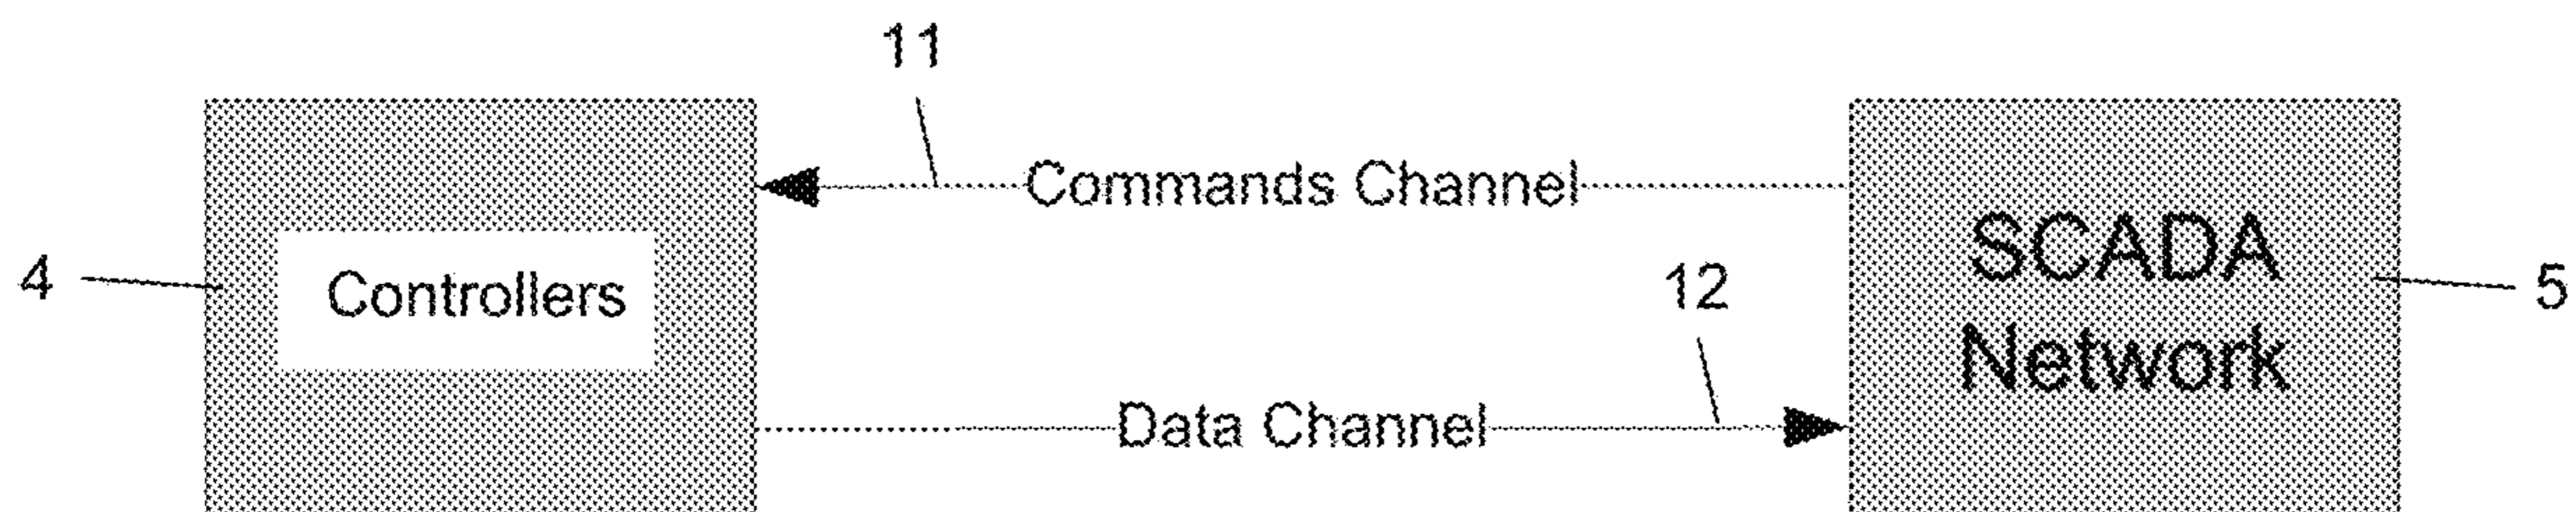 11
Commands Channel
4
Controllers
SCADA
Network
12
5
Data Channel